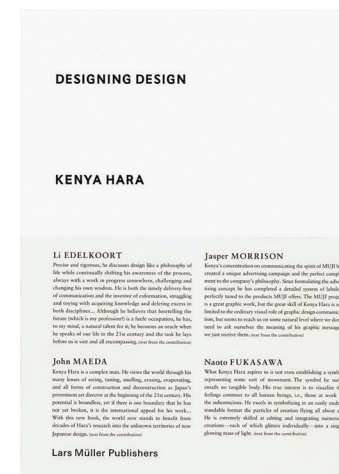 DESIGNING DESIGN
KENYA HARA
Li EDELKOORT
Precise and rigorous, he discusses design like a philosophy of
life while continually shifting his awareness of the process,
always with a work in progress somewhere, challenging and
changing his own wisdom. He is both the timely delivery-boy
of communication and the inventor of exformation, struggling
and toying with acquiring knowledge and deleting excess in
both disciplines... Although he believes that foretelling the
future (which is my profession!) is a futile occupation, he has,
to my mind, a natural talent for it; he becomes an oracle when
he speaks of our life in the 21st century and the task he lays
before us is vast and all encompassing. (text from the contribution)
John MAEDA
Kenya Hara is a complex man. He views the world through his
many lenses of seeing, tasting, smelling, erasing, evaporating,
and all forms of construction and deconstruction as Japan's
preeminent art director at the beginning of the 21st century. His
potential is boundless, yet if there is one boundary that he has
not yet broken, it is the international appeal for his work...
With this new book, the world now stands to benefit from
decades of Hara's research into the unknown territories of new
Japanese design. (text from the contribution)
Jasper MORRISON
Kenya's concentration on communicating the spirit of MUJI h
created a unique advertising campaign and the perfect compl
ment to the company's philosophy. Since formulating the adve
tising concept he has completed a detailed system of labelin
perfectly tuned to the products MUJI offers. The MUJI proje
is a great graphic work, but the great skill of Kenya Hara is n
limited to the ordinary visual role of graphic design communic
tion, but seems to reach us on some natural level where we don
need to ask ourselves the meaning of his graphic message
we just receive them. (text from the contribution)
Naoto FUKASAWA
What Kenya Hara aspires to is not even establishing a symbol
representing some sort of movement. The symbol he see
entails no tangible body. His true interest is to visualize t
feelings common to all human beings, i.e., those at work
the subconscious. He excels in synthesizing in an easily unde
standable format the particles of creation flying all about u
He is extremely skilled at editing and integrating numero
creations—each of which glitters individually—into a sing
glowing mass of light. (text from the contribution)
Lars Müller Publishers